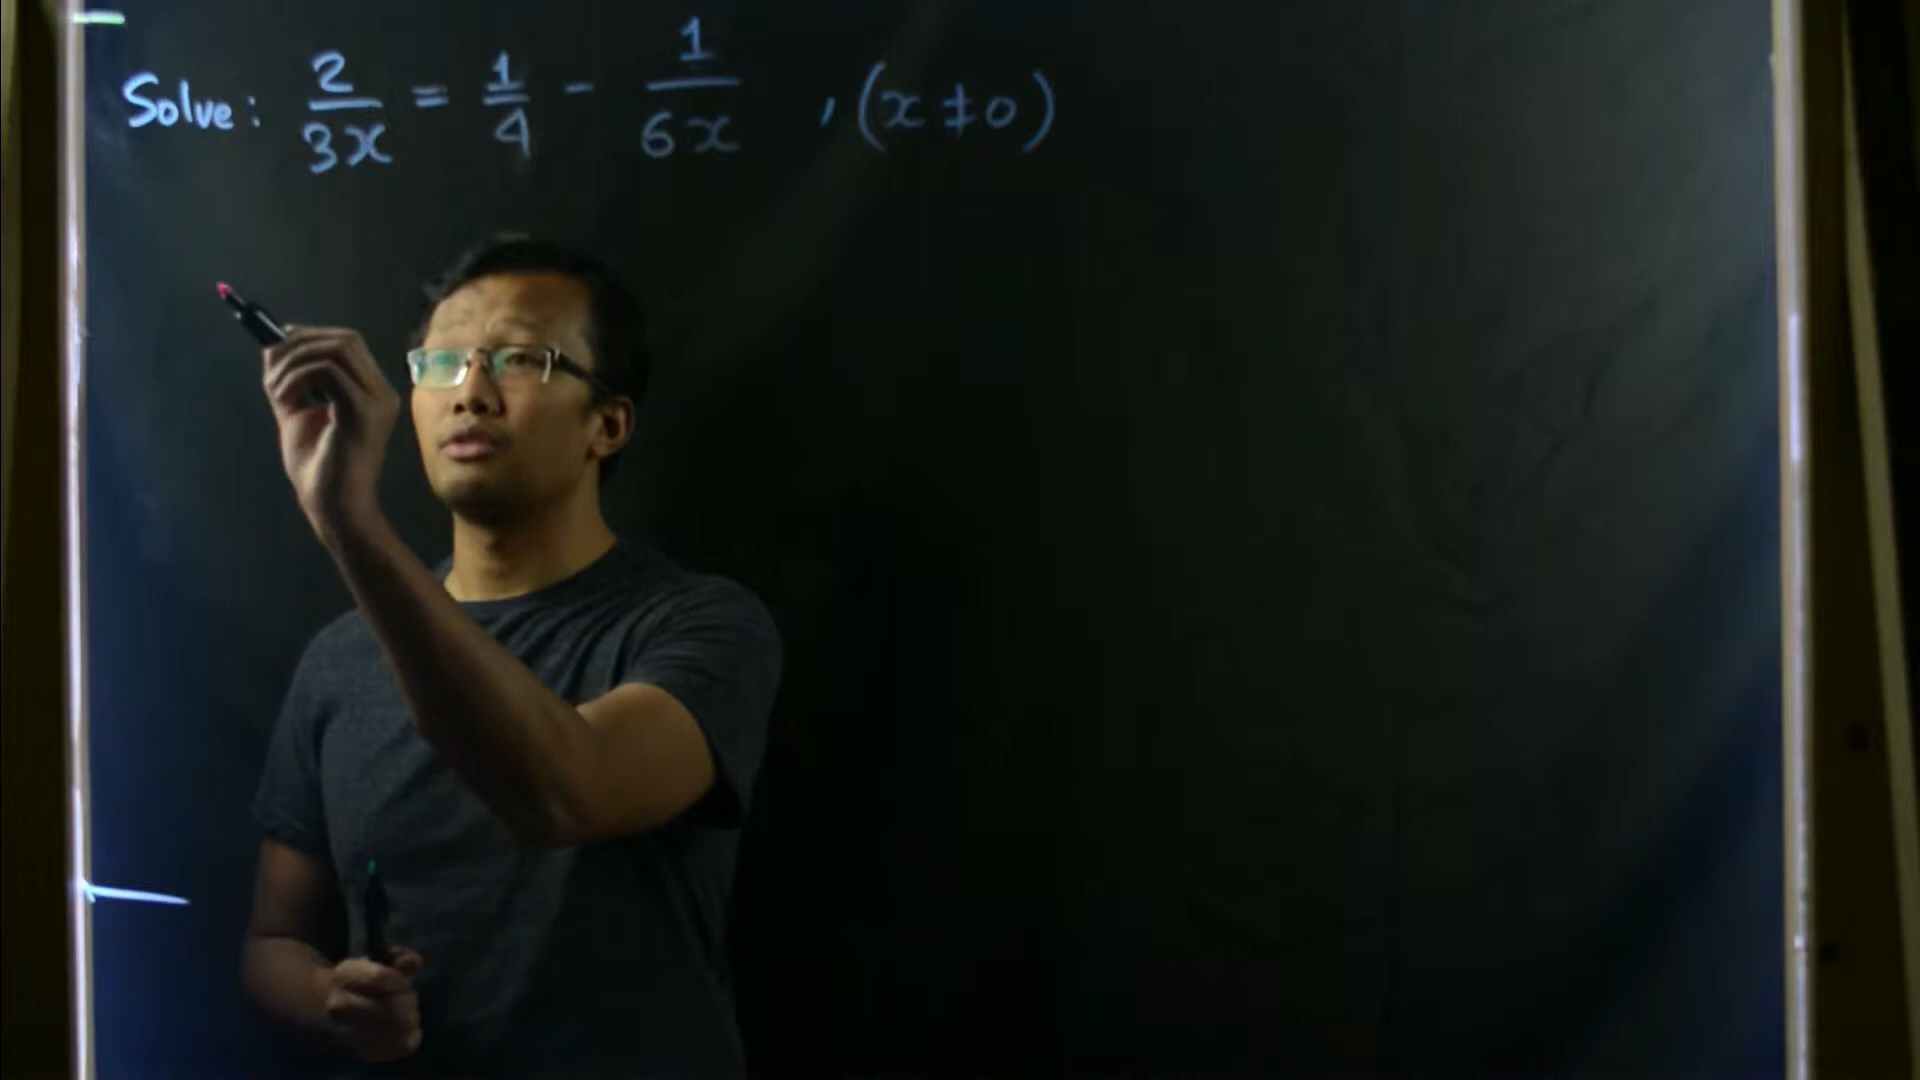 Solve: 2/3x = 1/4 - 1/6x , (x ≠ 0)